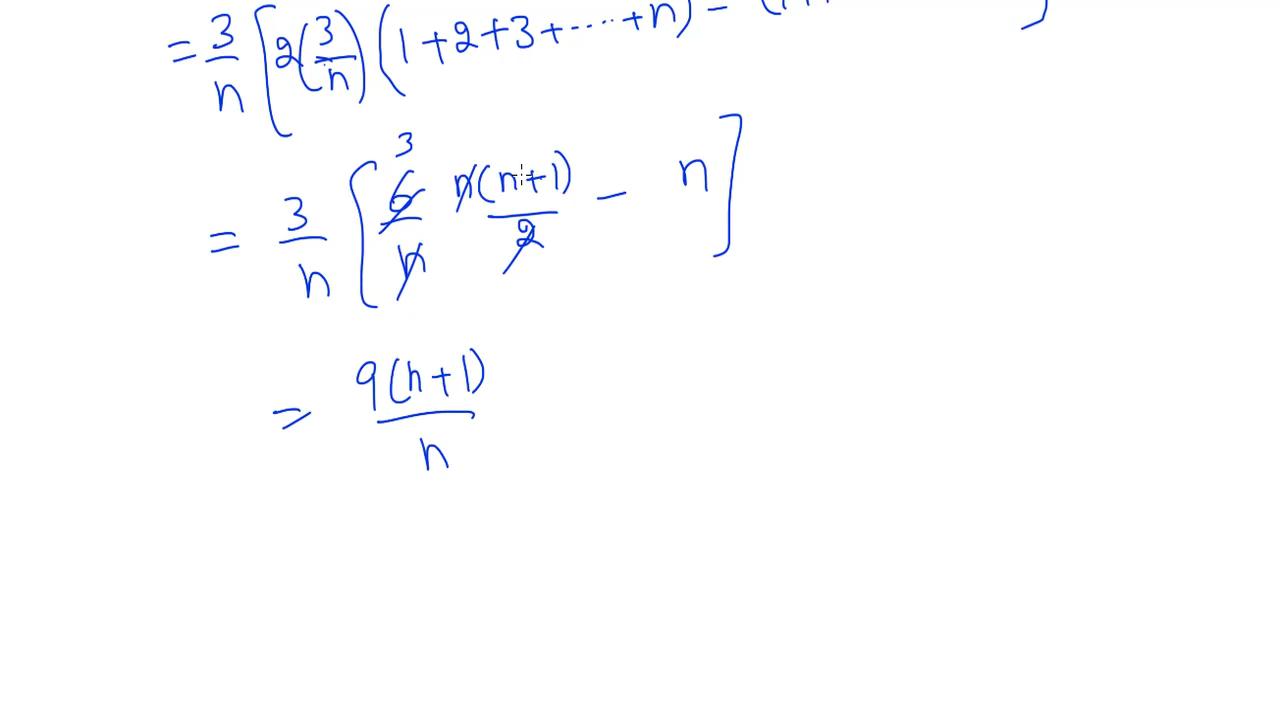 = 3/n [ 2(3/n) (1+2+3+.....+n) -
= 3/n [ 6/n n(n+1)/2 - n ]
3
= 9(n+1)/n